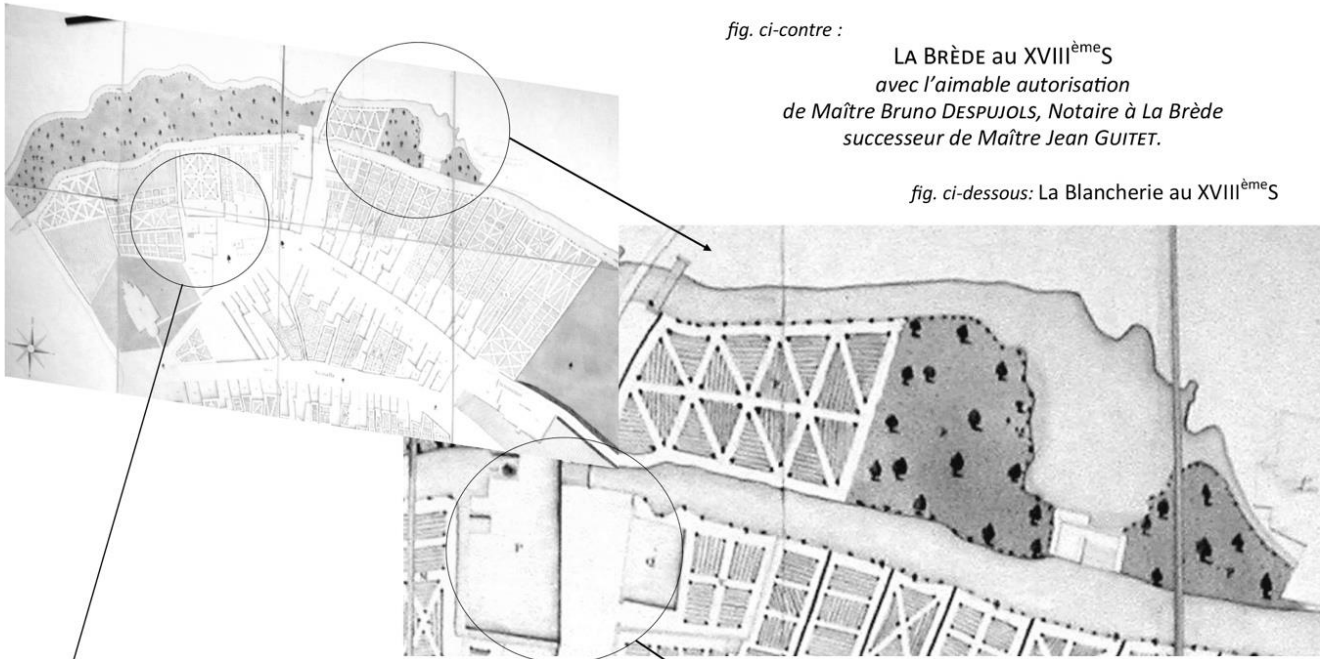 fig. ci-contre :
LA BRÈDE au XVIIIèmeS
avec l'aimable autorisation
de Maître Bruno DESPUJOLS, Notaire à La Brède
successeur de Maître Jean GUITET.
fig. ci-dessous: La Blancherie au XVIIIèmeS